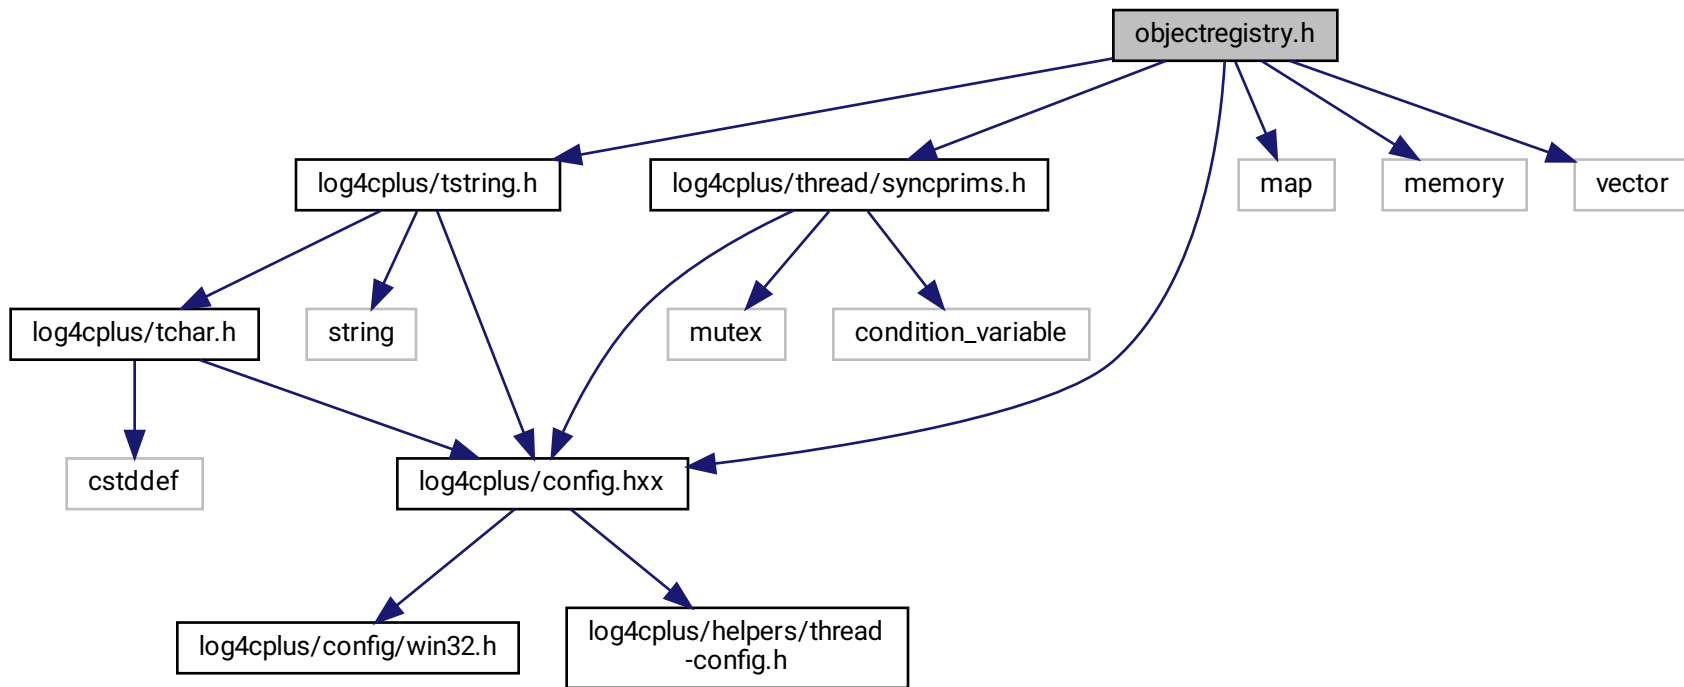 objectregistry.h
log4cplus/tstring.h
log4cplus/thread/syncprims.h
map
memory
vector
log4cplus/tchar.h
string
mutex
condition_variable
cstddef
log4cplus/config.hxx
log4cplus/config/win32.h
log4cplus/helpers/thread
-config.h